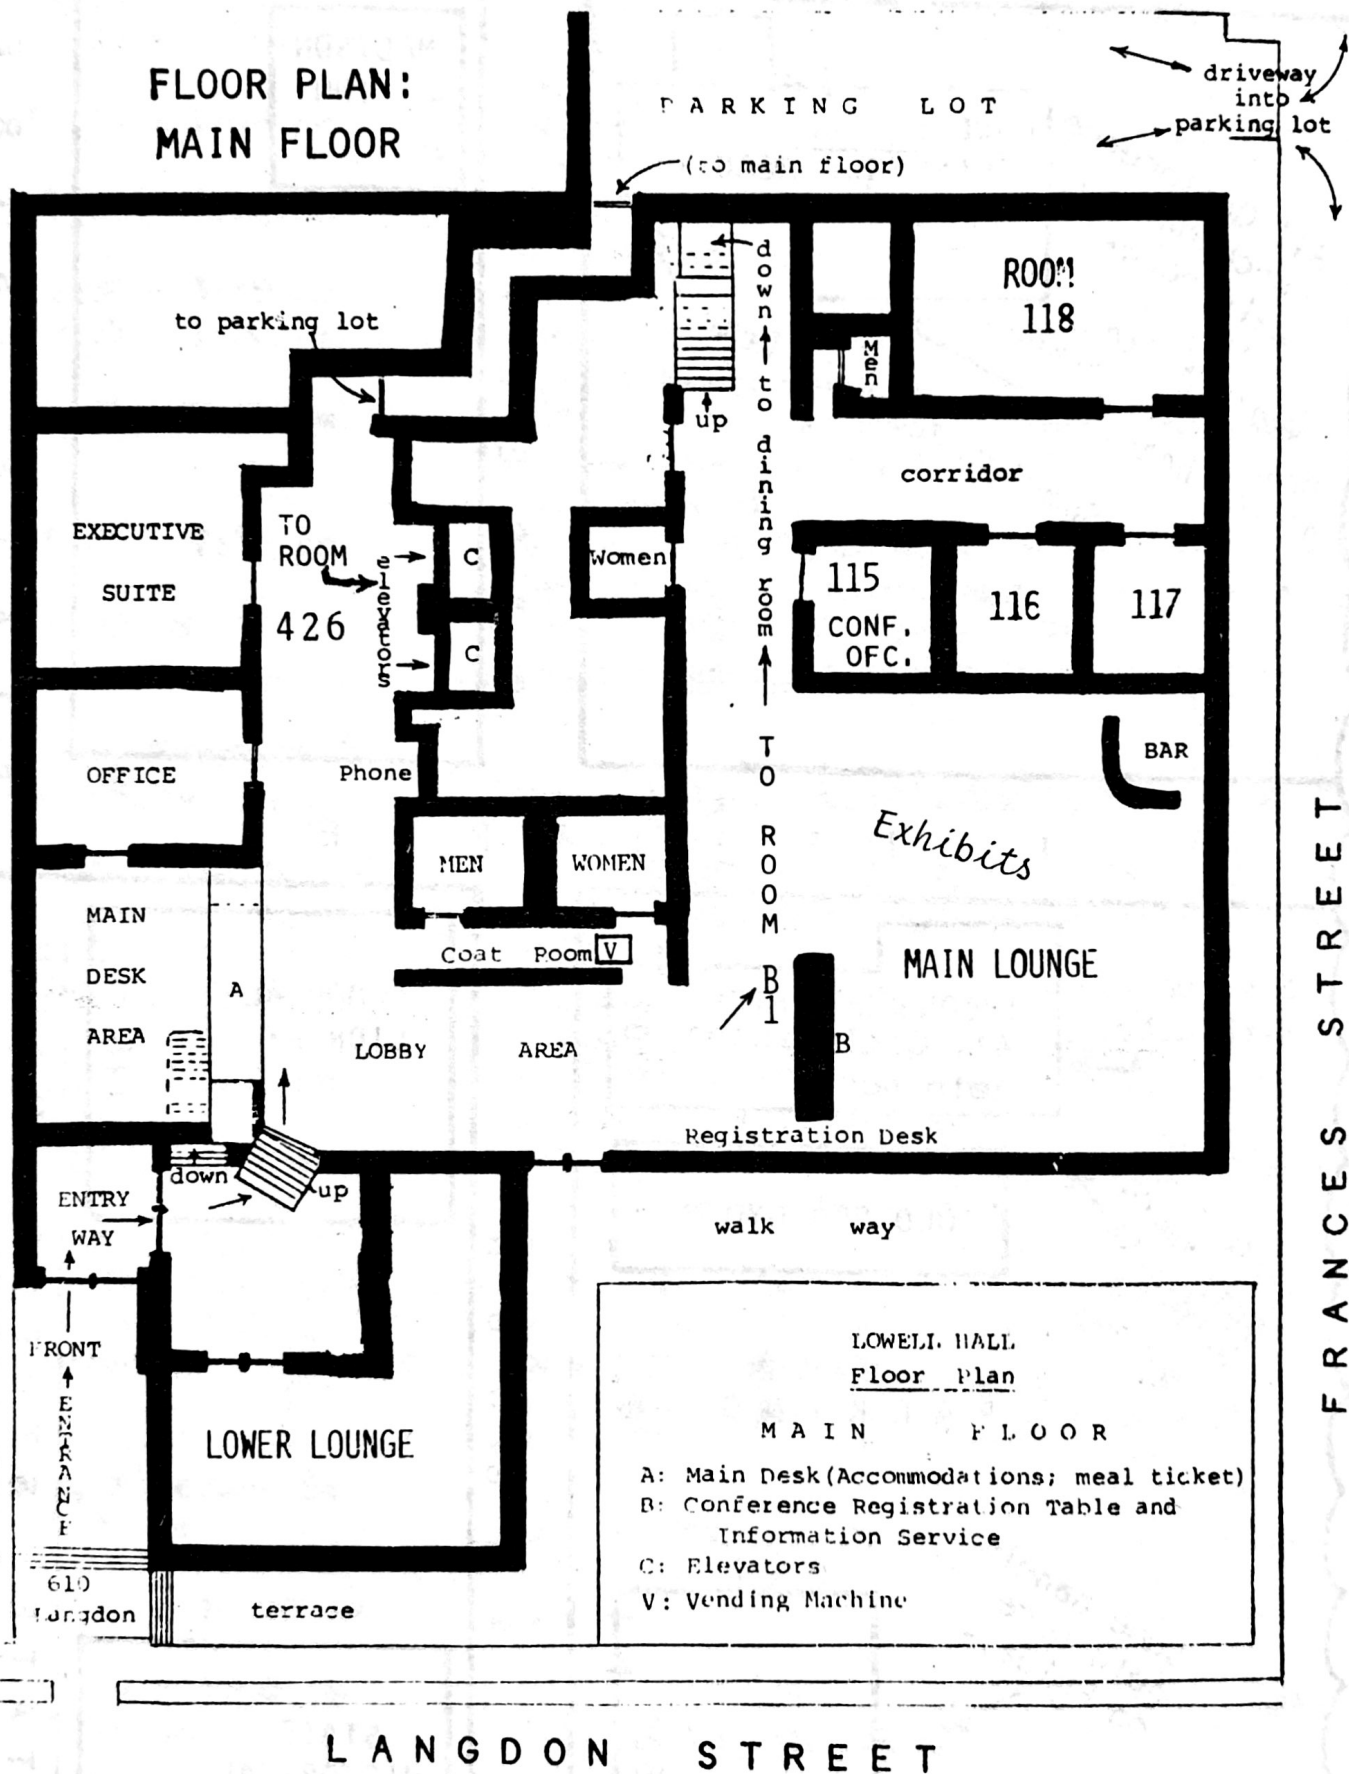 FLOOR PLAN:
MAIN FLOOR
PARKING LOT
driveway
into
parking lot
(to main floor)
down → to dining room → TO ROOM B1
up
ROOM
118
Men
to parking lot
corridor
EXECUTIVE
SUITE
TO
ROOM
426
elevators
C
C
Women
115
CONF.
OFC.
116
117
OFFICE
Phone
BAR
Exhibits
MEN
WOMEN
MAIN
DESK
AREA
A
Coat Room V
MAIN LOUNGE
B
LOBBY AREA
Registration Desk
down
up
ENTRY
WAY
walk way
FRONT
ENTRANCE
LOWER LOUNGE
610
Langdon
terrace
LOWELL HALL
Floor Plan
MAIN FLOOR
A: Main Desk(Accommodations; meal ticket)
B: Conference Registration Table and
Information Service
C: Elevators
V: Vending Machine
FRANCES STREET
LANGDON STREET